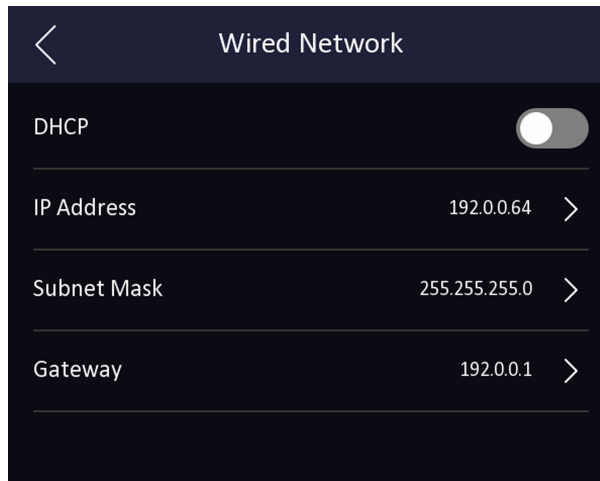 Wired Network
DHCP
IP Address 192.0.0.64
Subnet Mask 255.255.255.0
Gateway 192.0.0.1